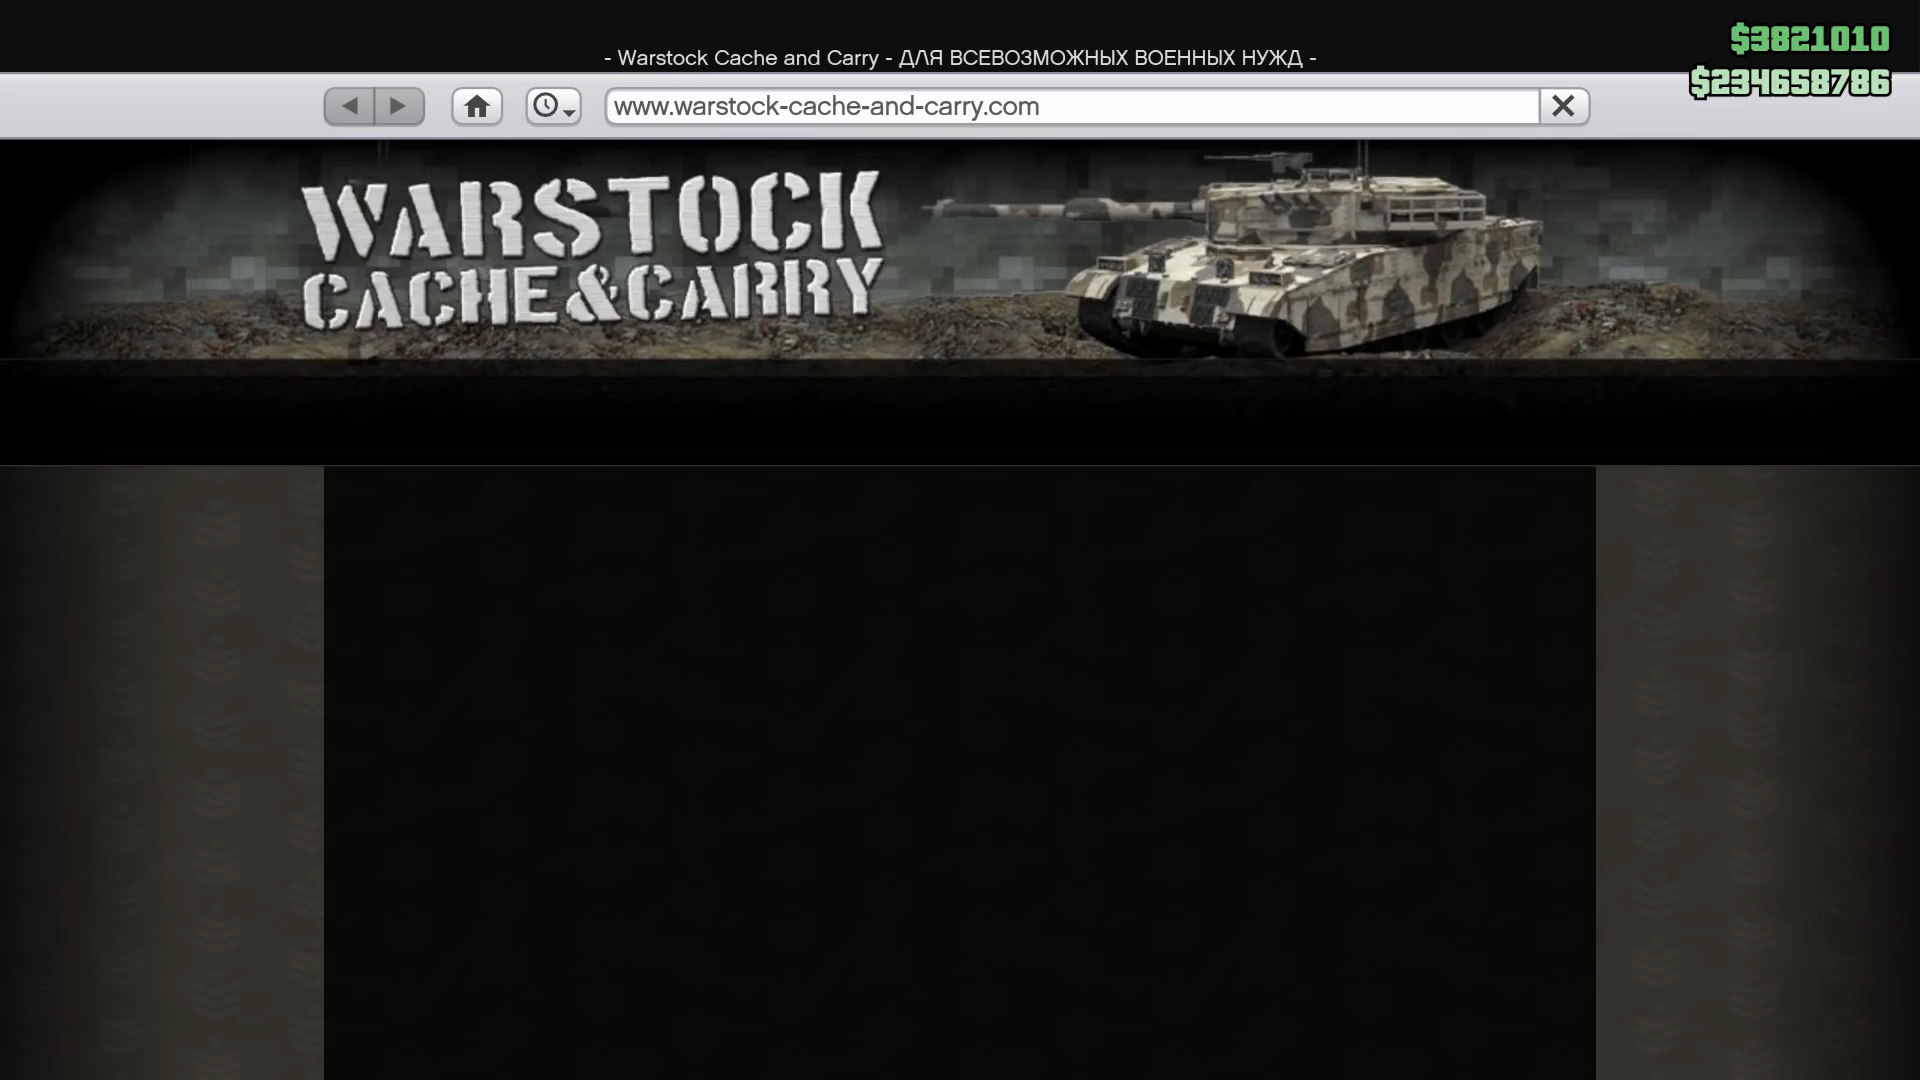 $3821010
- Warstock Cache and Carry - ДЛЯ ВСЕВОЗМОЖНЫХ ВОЕННЫХ НУЖД -
$234658786
www.warstock-cache-and-carry.com
WARSTOCK
CACHE & CARRY